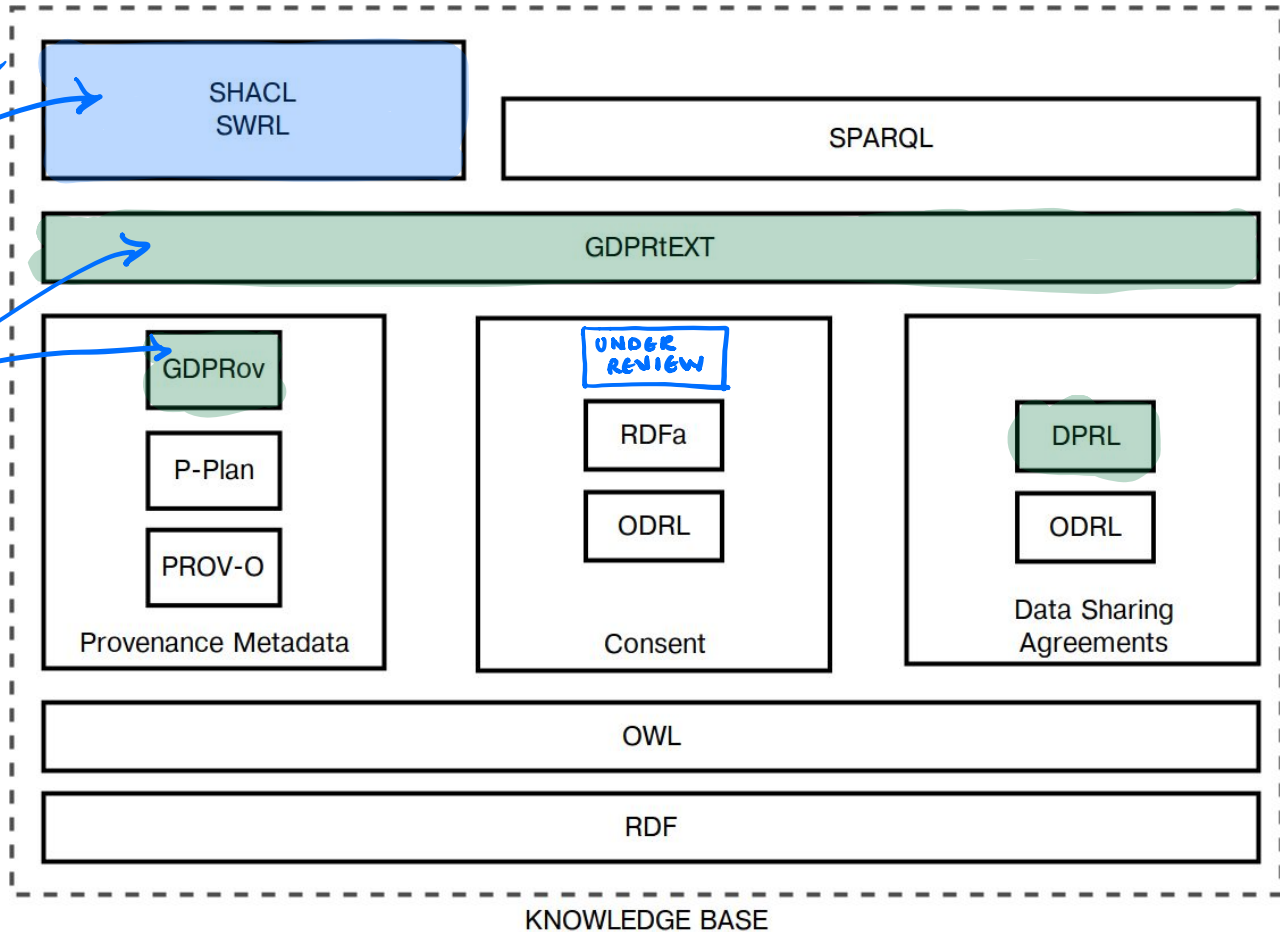 SHACL
SWRL
SPARQL
GDPRtEXT
GDPRov
P-Plan
PROV-O
Provenance Metadata
UNDER
REVIEW
RDFa
ODRL
Consent
DPRL
ODRL
Data Sharing
Agreements
OWL
RDF
KNOWLEDGE BASE